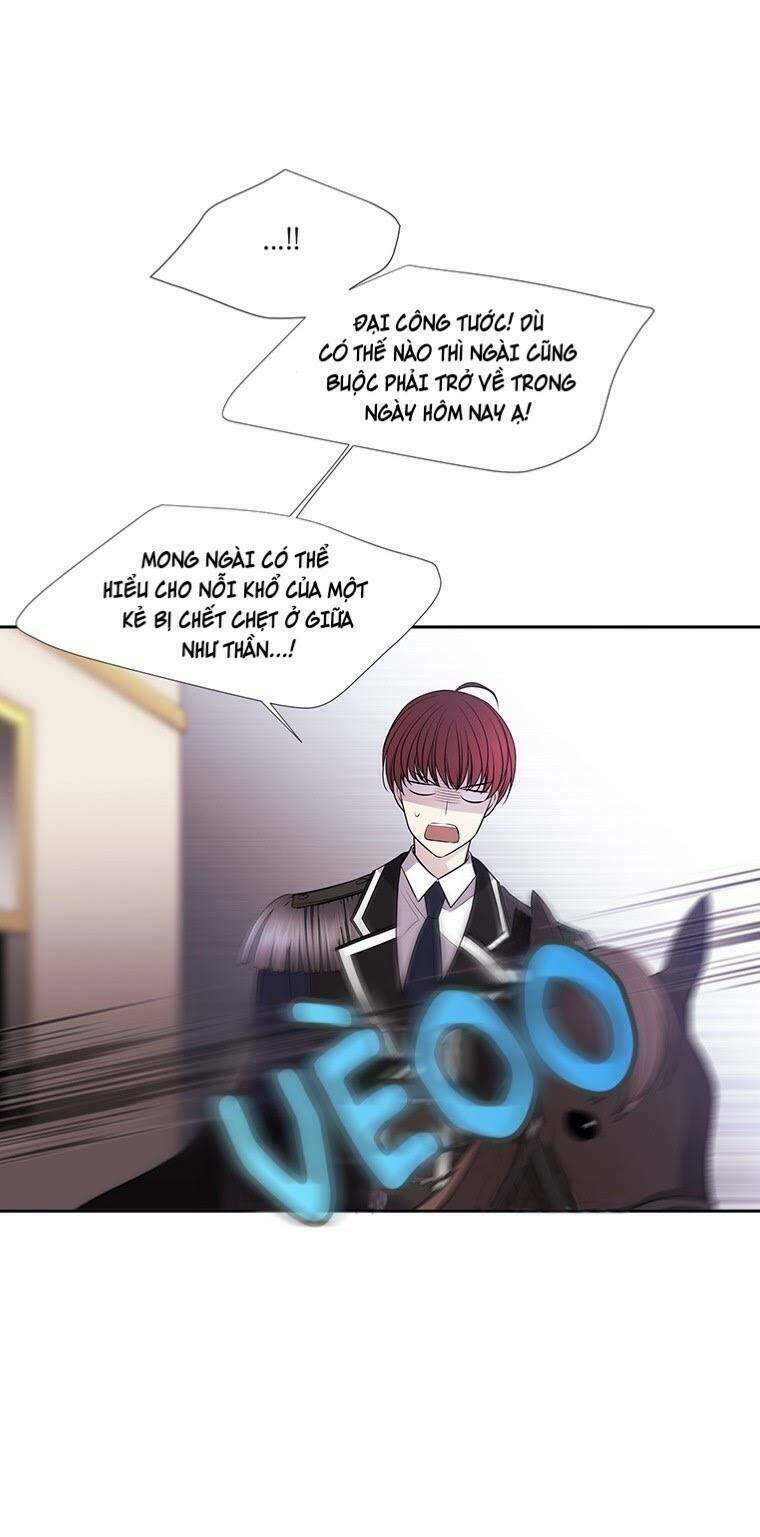 ...!!
ĐẠI CÔNG TƯỚC! DÙ
CÓ THẾ NÀO THÌ NGÀI CŨNG
BUỘC PHẢI TRỞ VỀ TRONG
NGÀY HÔM NAY Ạ!
MONG NGÀI CÓ THỂ
HIỂU CHO NỖI KHỔ CỦA MỘT
KẺ BỊ CHẾT CHẸT Ở GIỮA
NHƯ THẦN...!
VÈOO